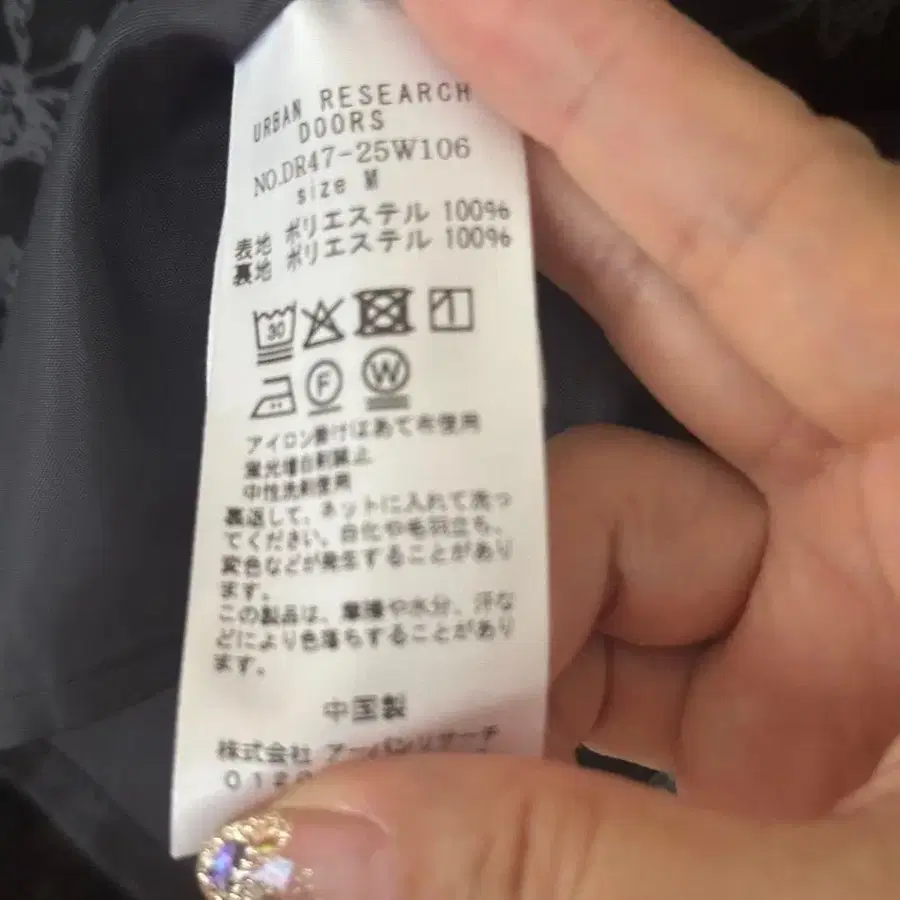 URBAN RESEARCH
DOORS
NO.DR47-25W106
size M
表地 ポリエステル 100%
裏地 ポリエステル 100%
30
F W
アイロン掛けはあて布使用
蛍光増白剤禁止
中性洗剤使用
裏返して、ネットに入れて洗っ
てください。白化や毛羽立ち、
変色などが発生することがあり
ます。
この製品は、摩擦や水分、汗な
どにより色落ちすることがあり
ます。
中国製
株式会社 アーバンリサーチ